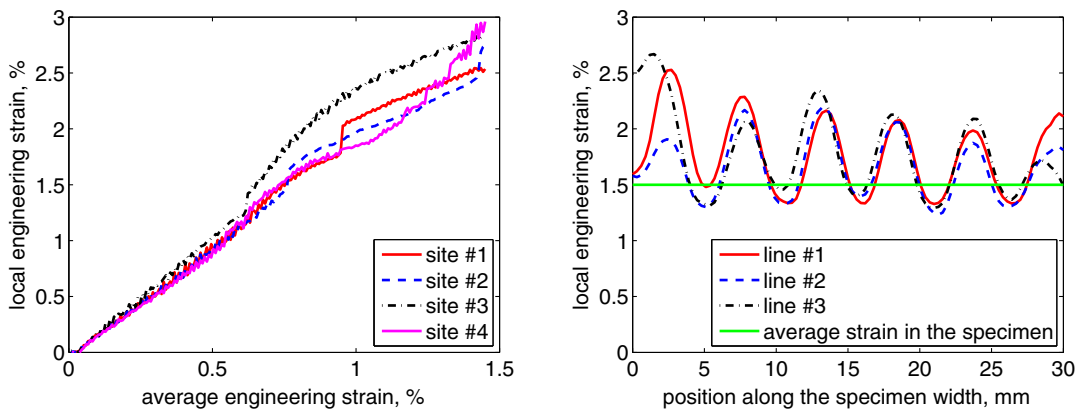 3
2.5
2
1.5
1
0.5
0
local engineering strain, %
0
0.5
1
1.5
average engineering strain, %
site #1
site #2
site #3
site #4
3
2.5
2
1.5
1
0.5
0
local engineering strain, %
0
5
10
15
20
25
30
position along the specimen width, mm
line #1
line #2
line #3
average strain in the specimen